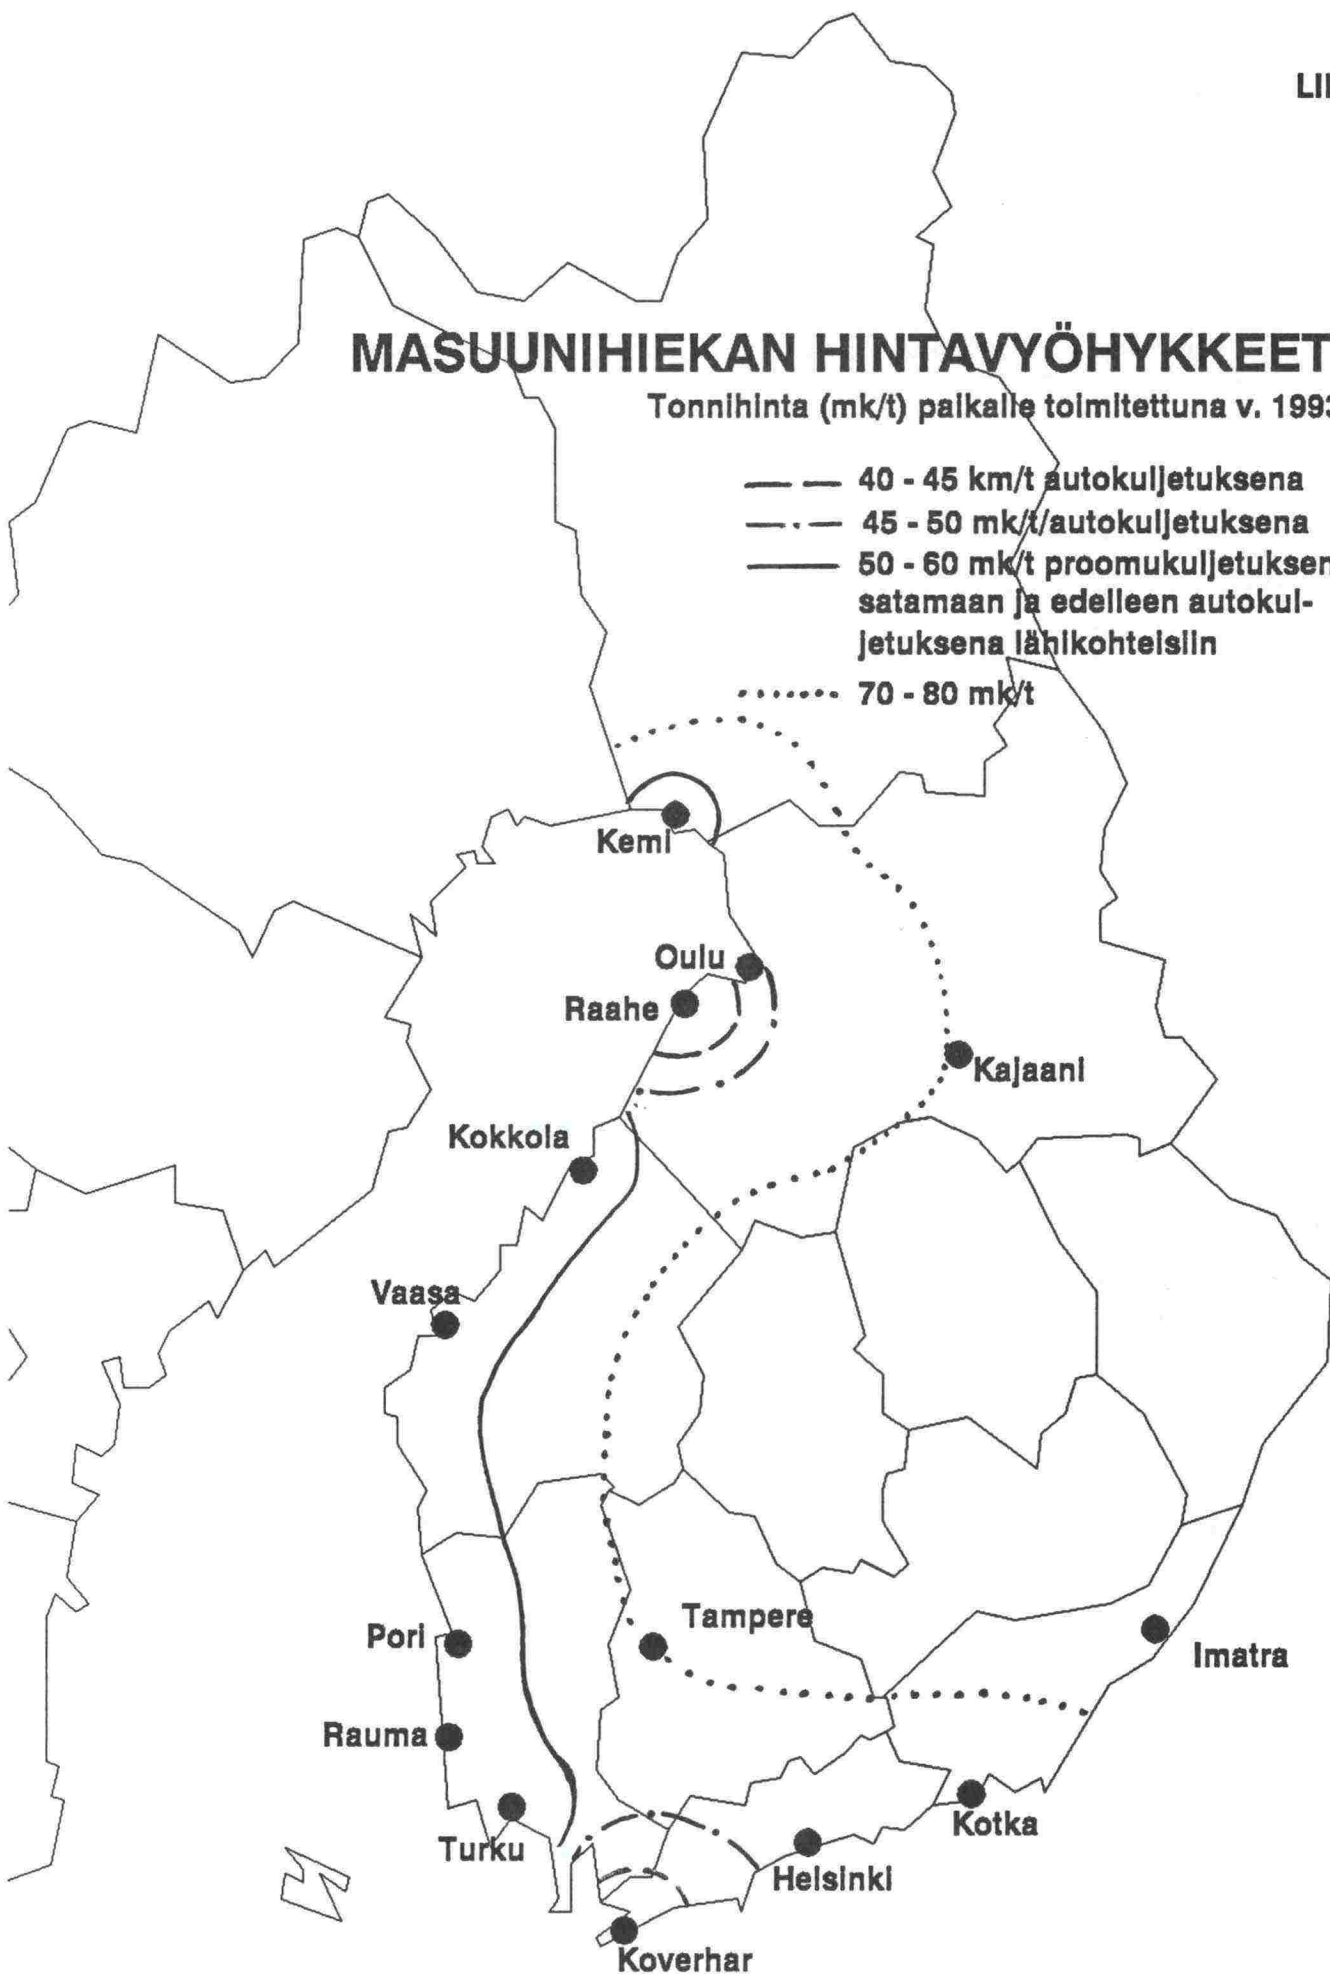 LII
MASUUNIHIEKAN HINTAVYÖHYKKEET
Tonnihinta (mk/t) paikalle toimitettuna v. 1993
40 - 45 km/t autokuljetuksena
45 - 50 mk/t/autokuljetuksena
50 - 60 mk/t proomukuljetuksen
satamaan ja edelleen autokul-
jetuksena lähikohteisiin
70 - 80 mk/t
Kemi
Oulu
Raahe
Kajaani
Kokkola
Vaasa
Tampere
Pori
Imatra
Rauma
Kotka
Turku
Helsinki
Koverhar